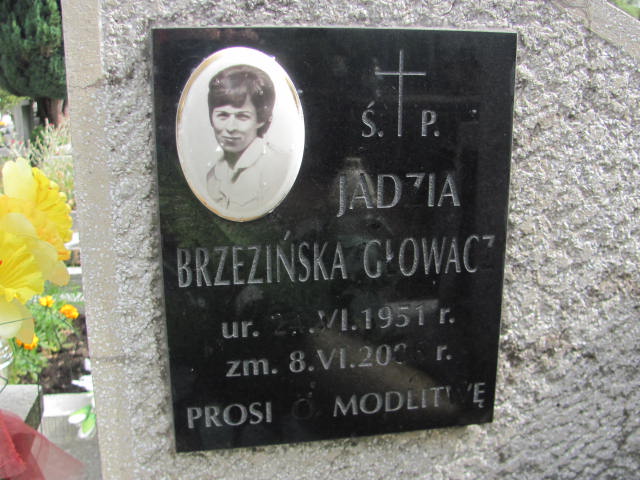 Ś. P.
JADZIA
BRZEZIŃSKA GŁOWACZ
ur. VI.1951 r.
zm. 8.VI. r.
PROSI O MODLITWĘ